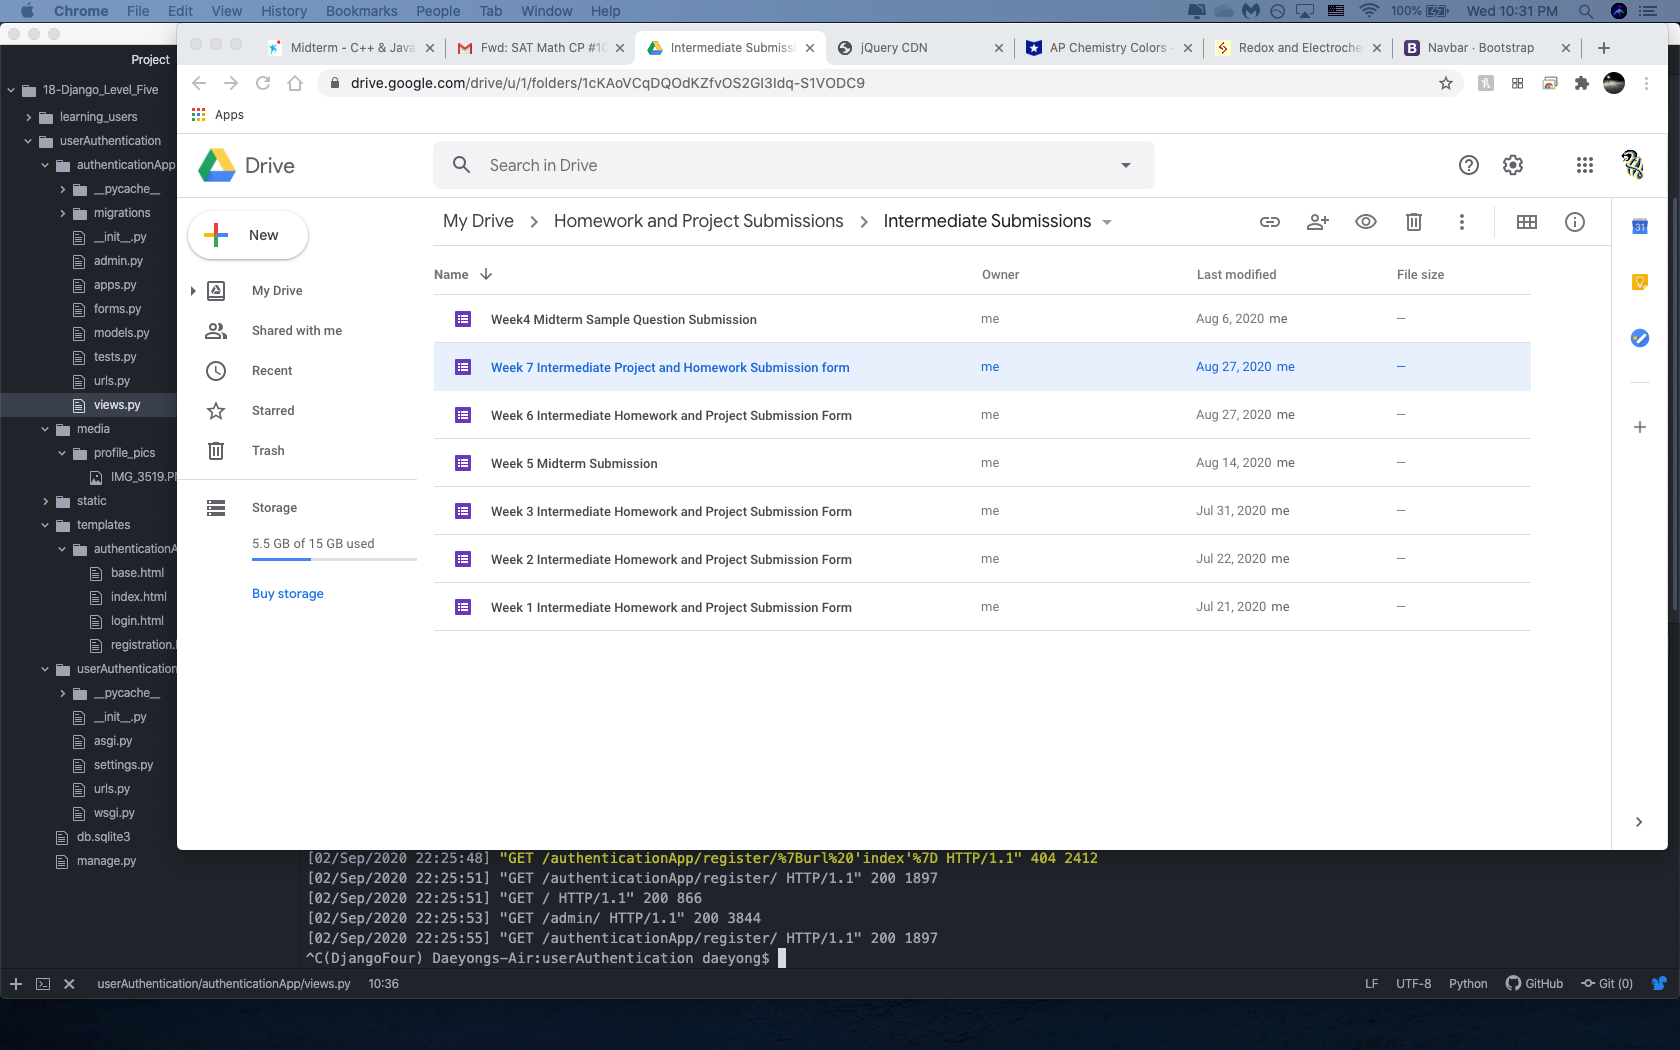 Chrome File Edit View History Bookmarks People Tab Window Help 100% Wed 10:31 PM
Project
18-Django_Level_Five
learning_users
userAuthentication
authenticationApp
__pycache__
migrations
__init__.py
admin.py
apps.py
forms.py
models.py
tests.py
urls.py
views.py
media
profile_pics
IMG_3519.P
static
templates
authenticationA
base.html
index.html
login.html
registration.
userAuthentication
__pycache__
__init__.py
asgi.py
settings.py
urls.py
wsgi.py
db.sqlite3
manage.py
Midterm - C++ & Java
Fwd: SAT Math CP #10
Intermediate Submiss
jQuery CDN
AP Chemistry Colors -
Redox and Electroche
Navbar · Bootstrap
drive.google.com/drive/u/1/folders/1cKAoVCqDQOdKZfvOS2GI3Idq-S1VODC9
Apps
Drive
Search in Drive
New
My Drive
Shared with me
Recent
Starred
Trash
Storage
5.5 GB of 15 GB used
Buy storage
My Drive > Homework and Project Submissions > Intermediate Submissions
31
Name Owner Last modified File size
Week4 Midterm Sample Question Submission me Aug 6, 2020 me —
Week 7 Intermediate Project and Homework Submission form me Aug 27, 2020 me —
Week 6 Intermediate Homework and Project Submission Form me Aug 27, 2020 me —
Week 5 Midterm Submission me Aug 14, 2020 me —
Week 3 Intermediate Homework and Project Submission Form me Jul 31, 2020 me —
Week 2 Intermediate Homework and Project Submission Form me Jul 22, 2020 me —
Week 1 Intermediate Homework and Project Submission Form me Jul 21, 2020 me —
[02/Sep/2020 22:25:48] "GET /authenticationApp/register/%7Burl%20'index'%7D HTTP/1.1" 404 2412
[02/Sep/2020 22:25:51] "GET /authenticationApp/register/ HTTP/1.1" 200 1897
[02/Sep/2020 22:25:51] "GET / HTTP/1.1" 200 866
[02/Sep/2020 22:25:53] "GET /admin/ HTTP/1.1" 200 3844
[02/Sep/2020 22:25:55] "GET /authenticationApp/register/ HTTP/1.1" 200 1897
^C(DjangoFour) Daeyongs-Air:userAuthentication daeyong$
userAuthentication/authenticationApp/views.py 10:36 LF UTF-8 Python GitHub Git (0)